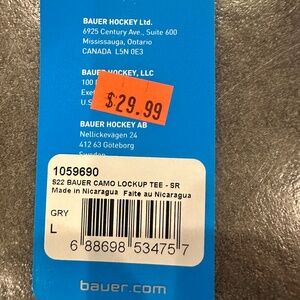 BAUER HOCKEY Ltd.
6925 Century Ave., Suite 600
Mississauga, Ontario
CANADA L5N 0E3
BAUER HOCKEY, LLC
100
$29.99
U.S.
BAUER HOCKEY AB
Nellickevagen 24
412 63 Goteborg
1059690
S22 BAUER CAMO LOCKUP TEE - SR
Made in Nicaragua Faite au Nicaragua
GRY
L
6 88698 53475 7
bauer.com